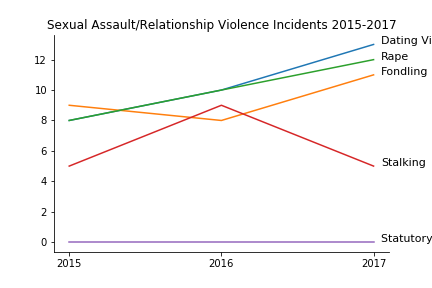 Sexual Assault/Relationship Violence Incidents 2015-2017
Dating Vi
12
Rape
Fondling
10
8
6
Stalking
4
2
0
Statutory
2015 2016 2017